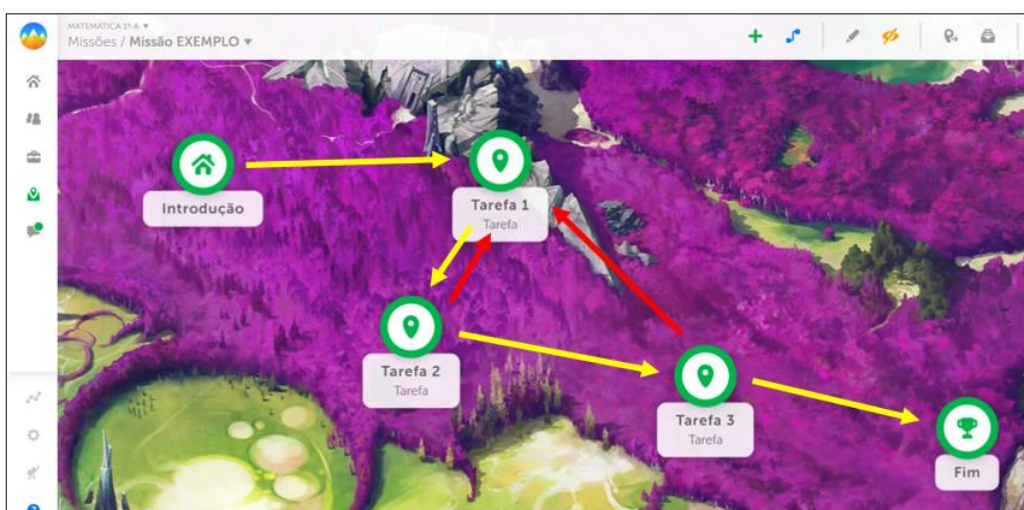 MATEMÁTICA 1º A ▾
Missões / Missão EXEMPLO ▾
Introdução
Tarefa 1
Tarefa
Tarefa 2
Tarefa
Tarefa 3
Tarefa
Fim